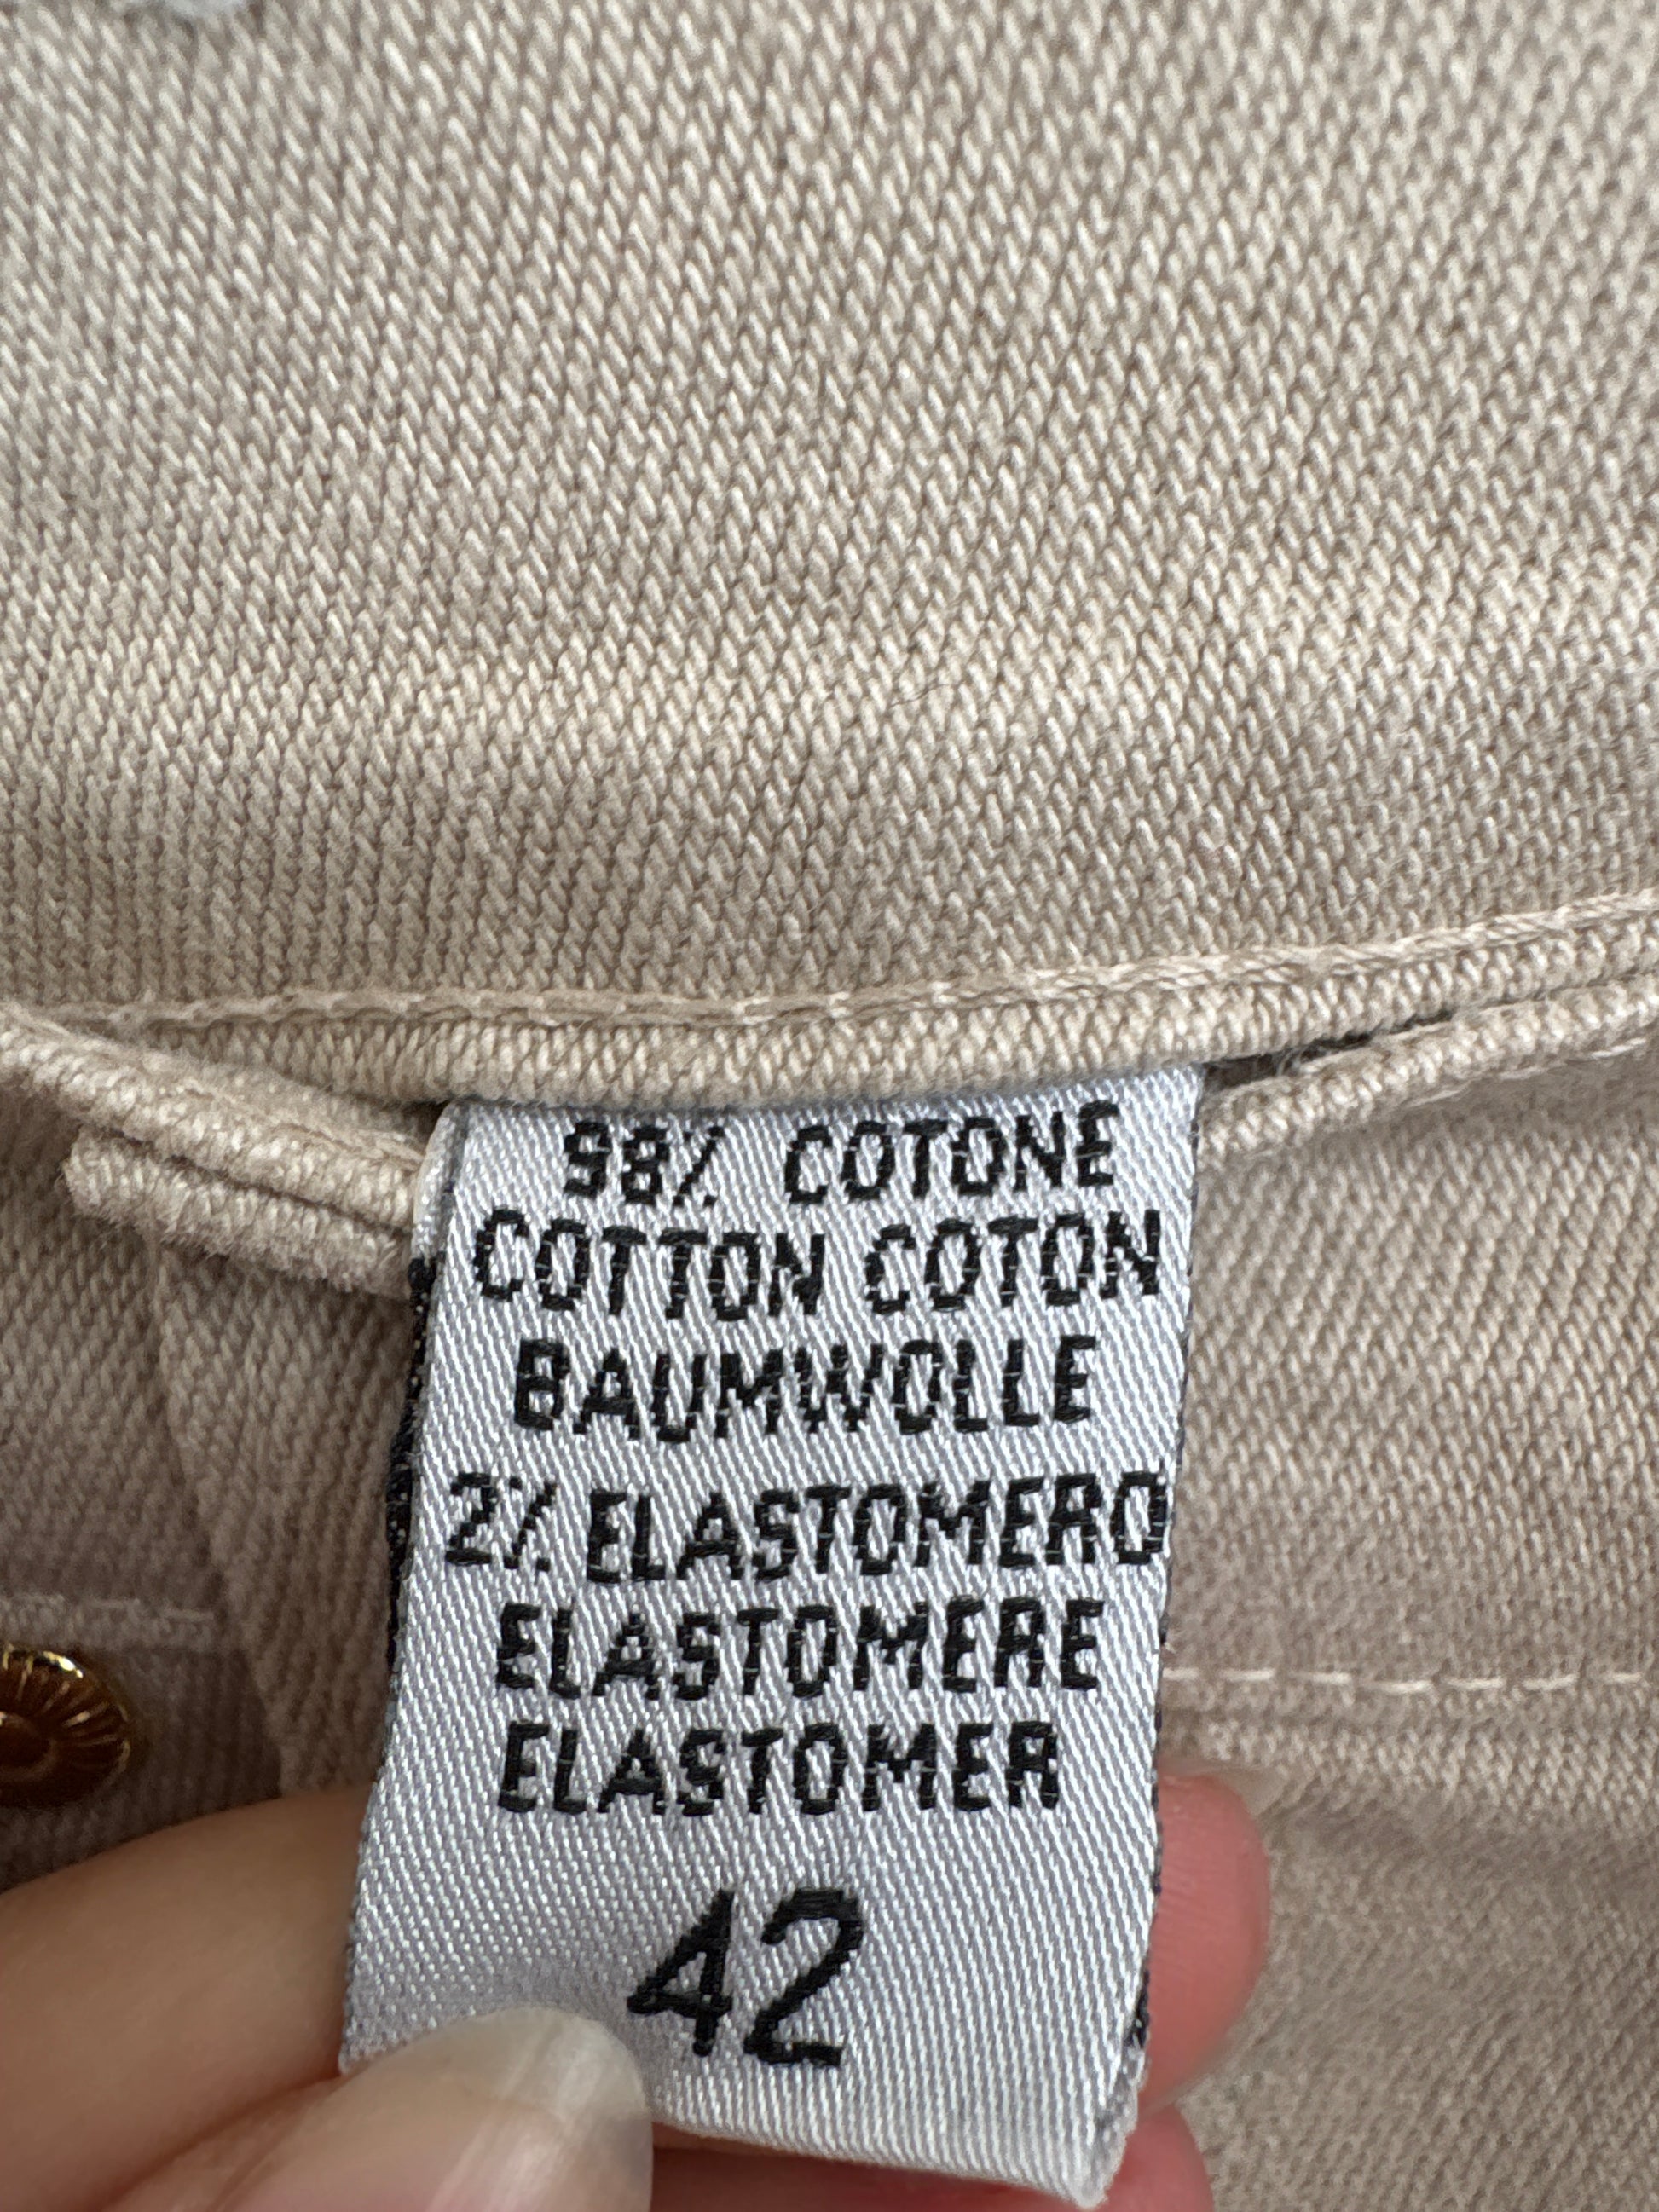 98% COTONE
COTTON COTON
BAUMWOLLE
2% ELASTOMERO
ELASTOMERE
ELASTOMER
42